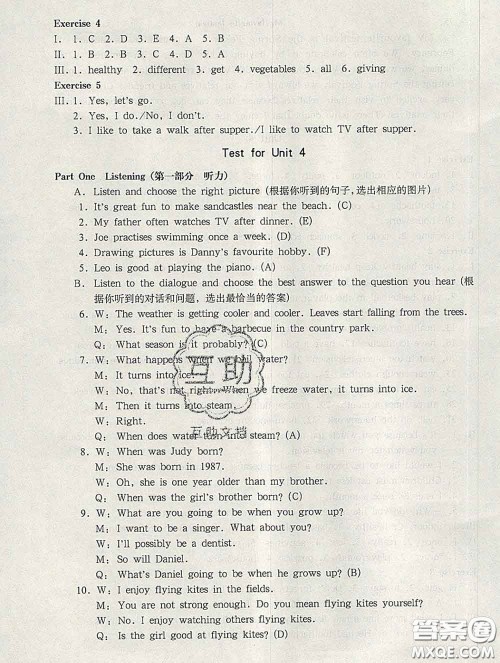 Exercise 4
I. 1. C  2. D  3. E  4. A  5. B
II. 1. B  2. B  3. C  4. D  5. A
III. 1. healthy  2. different  3. get  4. vegetables  5. all  6. giving
Exercise 5
III. 1. Yes, let's go.
2. Yes, I do./No, I don't.
3. I like to take a walk after supper./I like to watch TV after supper.
Test for Unit 4
Part One  Listening (第一部分  听力)
A. Listen and choose the right picture (根据你听到的句子,选出相应的图片)
1. It's great fun to make sandcastles near the beach. (C)
2. My father often watches TV after dinner. (E)
3. Joe practises swimming once a week. (D)
4. Drawing pictures is Danny's favourite hobby. (F)
5. Leo is good at playing the piano. (A)
B. Listen to the dialogue and choose the best answer to the question you hear (根
据你听到的对话和问题，选出最恰当的答案)
6. W: The weather is getting cooler and cooler. Leaves start falling from the trees.
M: Yes. It's fun to have a barbecue in the country park.
Q: What season is it probably? (C)
7. W: What happens when we boil water?
M: It turns into ice.
W: No, that's not right. When we freeze water, it turns into ice.
M: Then it turns into steam.
W: Right.
Q: When does water turn into steam? (A)
8. W: When was Judy born?
M: She was born in 1987.
W: Oh, she is one year older than my brother.
Q: When was the girl's brother born? (C)
9. W: What are you going to be when you grow up?
M: I want to be a singer. What about you?
W: I'll possibly be a dentist.
M: So will Daniel.
Q: What's Daniel going to be when he grows up? (B)
10. W: I enjoy flying kites in the fields.
M: You are not strong enough. Do you mean flying kites yourself?
W: No. My brother and I enjoy flying kites together.
Q: Is the girl good at flying kites? (B)
互助
互助文档
答案圈
MXQE.COM